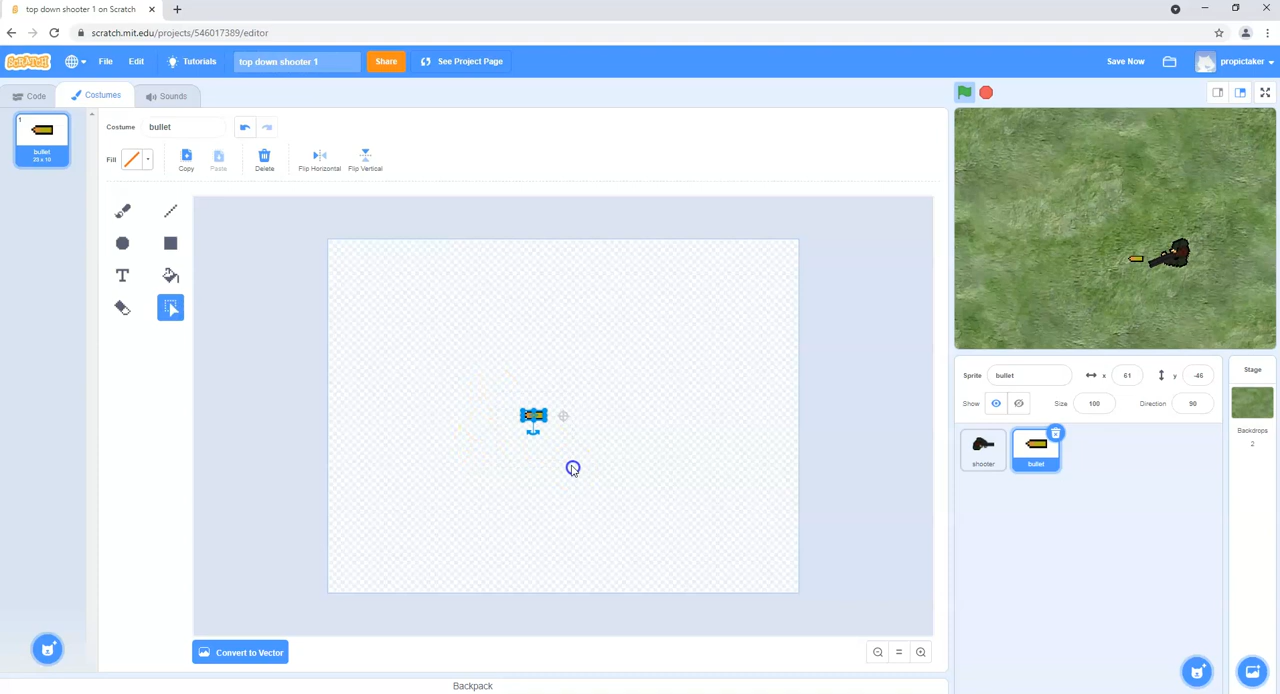 top down shooter 1 on Scratch
scratch.mit.edu/projects/546017389/editor
SCRATCH File Edit Tutorials top down shooter 1 Share See Project Page Save Now propictaker
Code Costumes Sounds
1
bullet
Costume bullet
Fill Copy Paste Delete Flip Horizontal Flip Vertical
T
Sprite bullet x 61 y -46
Show Size 100 Direction 90
shooter
bullet
Stage
Backdrops
2
Convert to Vector
Backpack